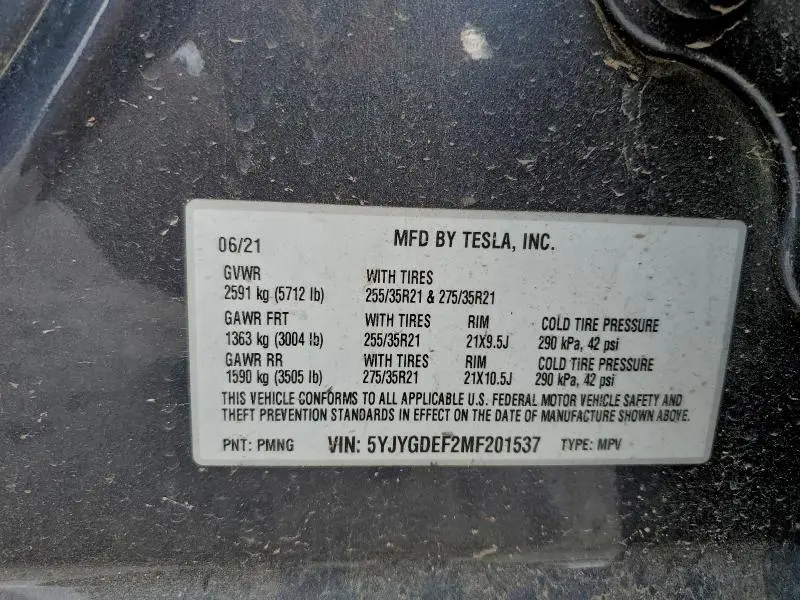 06/21 MFD BY TESLA, INC.
GVWR WITH TIRES
2591 kg (5712 lb) 255/35R21 & 275/35R21
GAWR FRT WITH TIRES RIM COLD TIRE PRESSURE
1363 kg (3004 lb) 255/35R21 21X9.5J 290 kPa, 42 psi
GAWR RR WITH TIRES RIM COLD TIRE PRESSURE
1590 kg (3505 lb) 275/35R21 21X10.5J 290 kPa, 42 psi
THIS VEHICLE CONFORMS TO ALL APPLICABLE U.S. FEDERAL MOTOR VEHICLE SAFETY AND
THEFT PREVENTION STANDARDS IN EFFECT ON THE DATE OF MANUFACTURE SHOWN ABOVE.
PNT: PMNG VIN: 5YJYGDEF2MF201537 TYPE: MPV